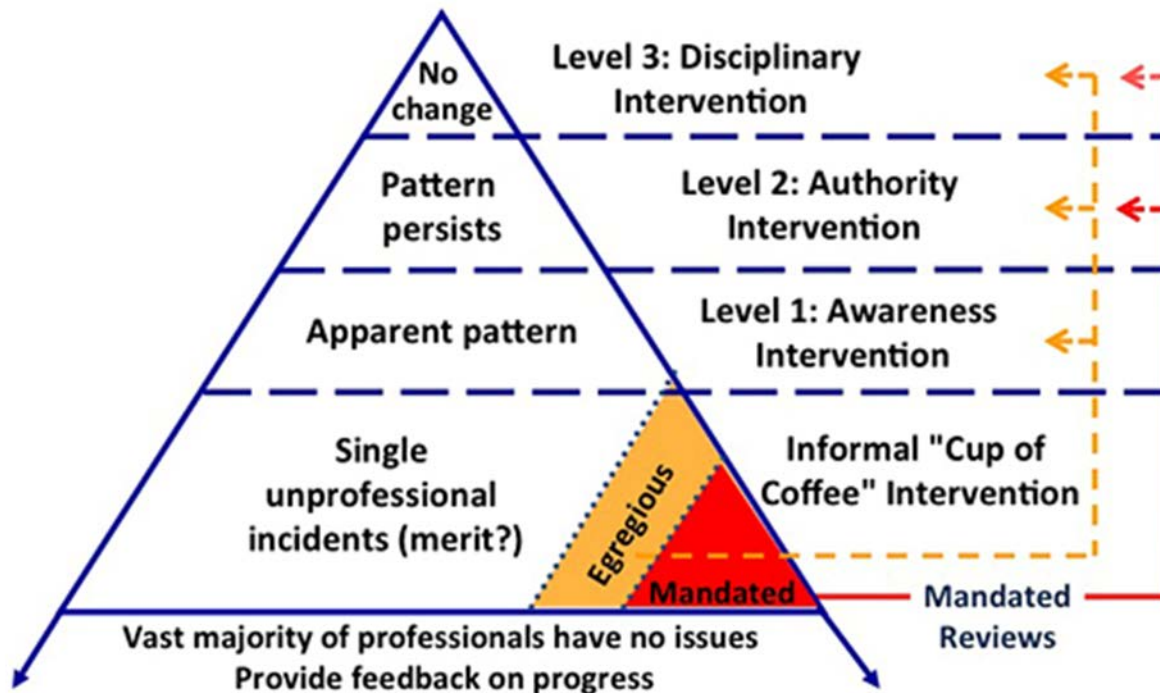 No
change
Level 3: Disciplinary
Intervention
Pattern
persists
Level 2: Authority
Intervention
Apparent pattern
Level 1: Awareness
Intervention
Single
unprofessional
incidents (merit?)
Egregious
Mandated
Informal "Cup of
Coffee" Intervention
Mandated
Reviews
Vast majority of professionals have no issues
Provide feedback on progress